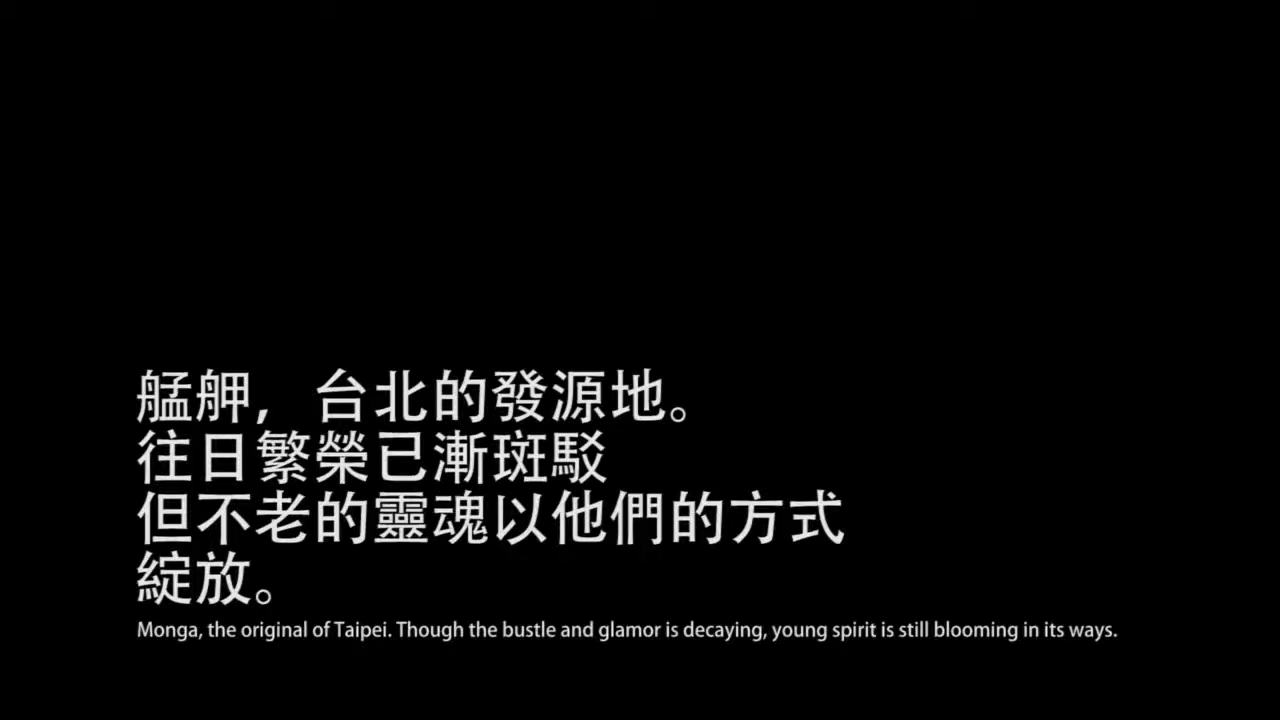 艋舺，台北的發源地。
往日繁榮已漸斑駁
但不老的靈魂以他們的方式
綻放。
Monga, the original of Taipei. Though the bustle and glamor is decaying, young spirit is still blooming in its ways.